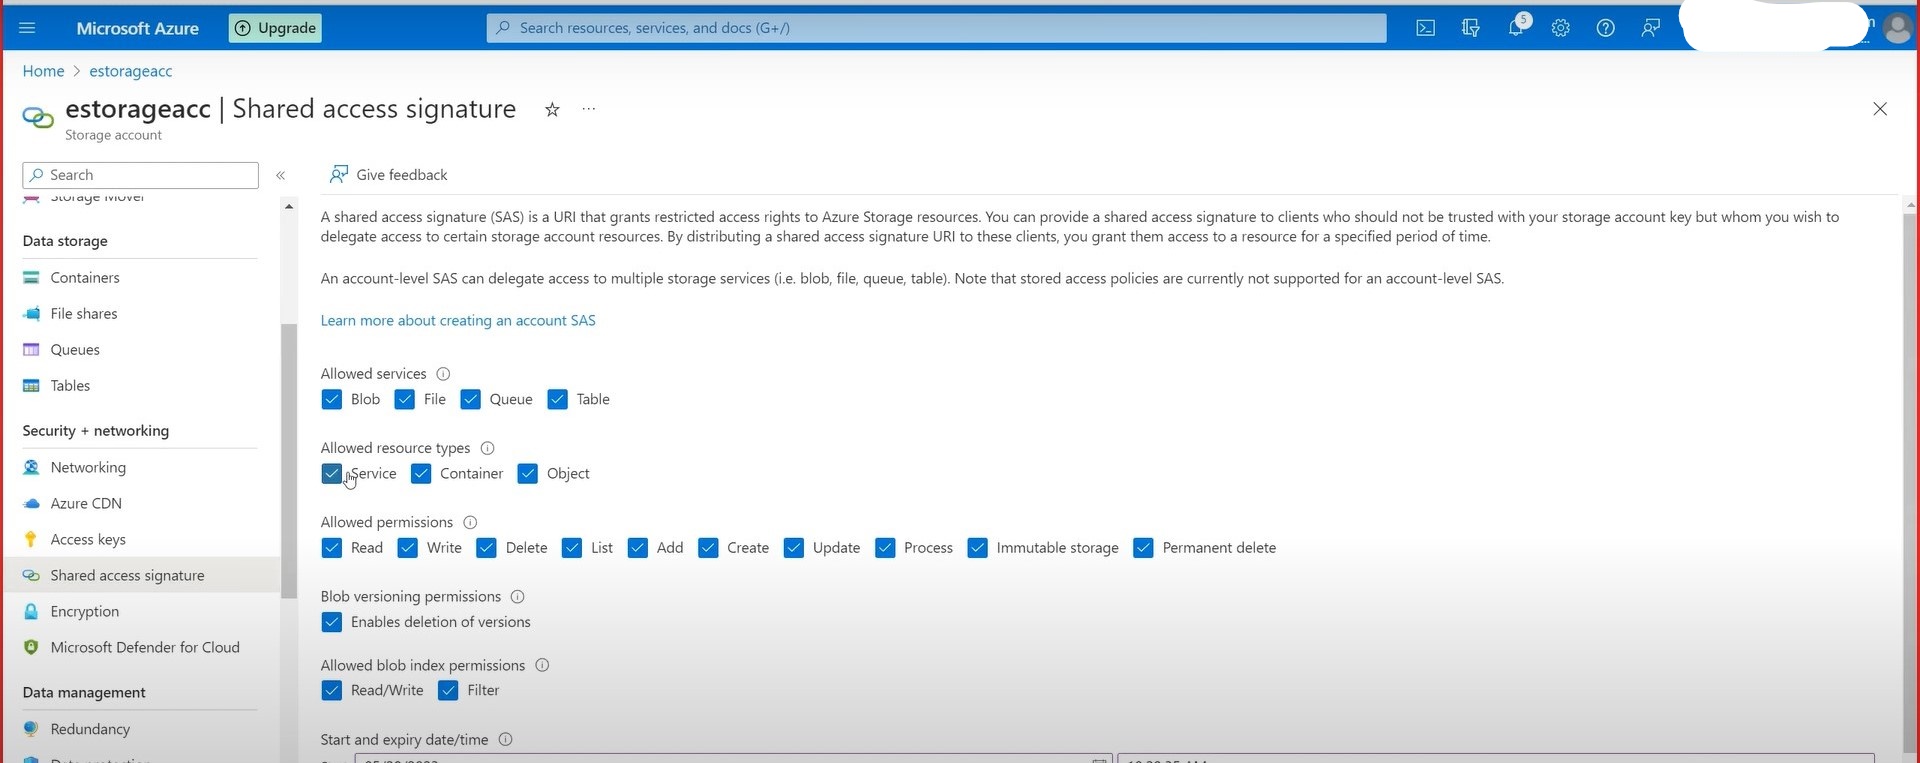 Microsoft Azure
Upgrade
Search resources, services, and docs (G+/)
5
Home > estorageacc
estorageacc | Shared access signature
Storage account
Search
Give feedback
Storage Mover
Data storage
Containers
File shares
Queues
Tables
Security + networking
Networking
Azure CDN
Access keys
Shared access signature
Encryption
Microsoft Defender for Cloud
Data management
Redundancy
A shared access signature (SAS) is a URI that grants restricted access rights to Azure Storage resources. You can provide a shared access signature to clients who should not be trusted with your storage account key but whom you wish to
delegate access to certain storage account resources. By distributing a shared access signature URI to these clients, you grant them access to a resource for a specified period of time.
An account-level SAS can delegate access to multiple storage services (i.e. blob, file, queue, table). Note that stored access policies are currently not supported for an account-level SAS.
Learn more about creating an account SAS
Allowed services
Blob File Queue Table
Allowed resource types
Service Container Object
Allowed permissions
Read Write Delete List Add Create Update Process Immutable storage Permanent delete
Blob versioning permissions
Enables deletion of versions
Allowed blob index permissions
Read/Write Filter
Start and expiry date/time